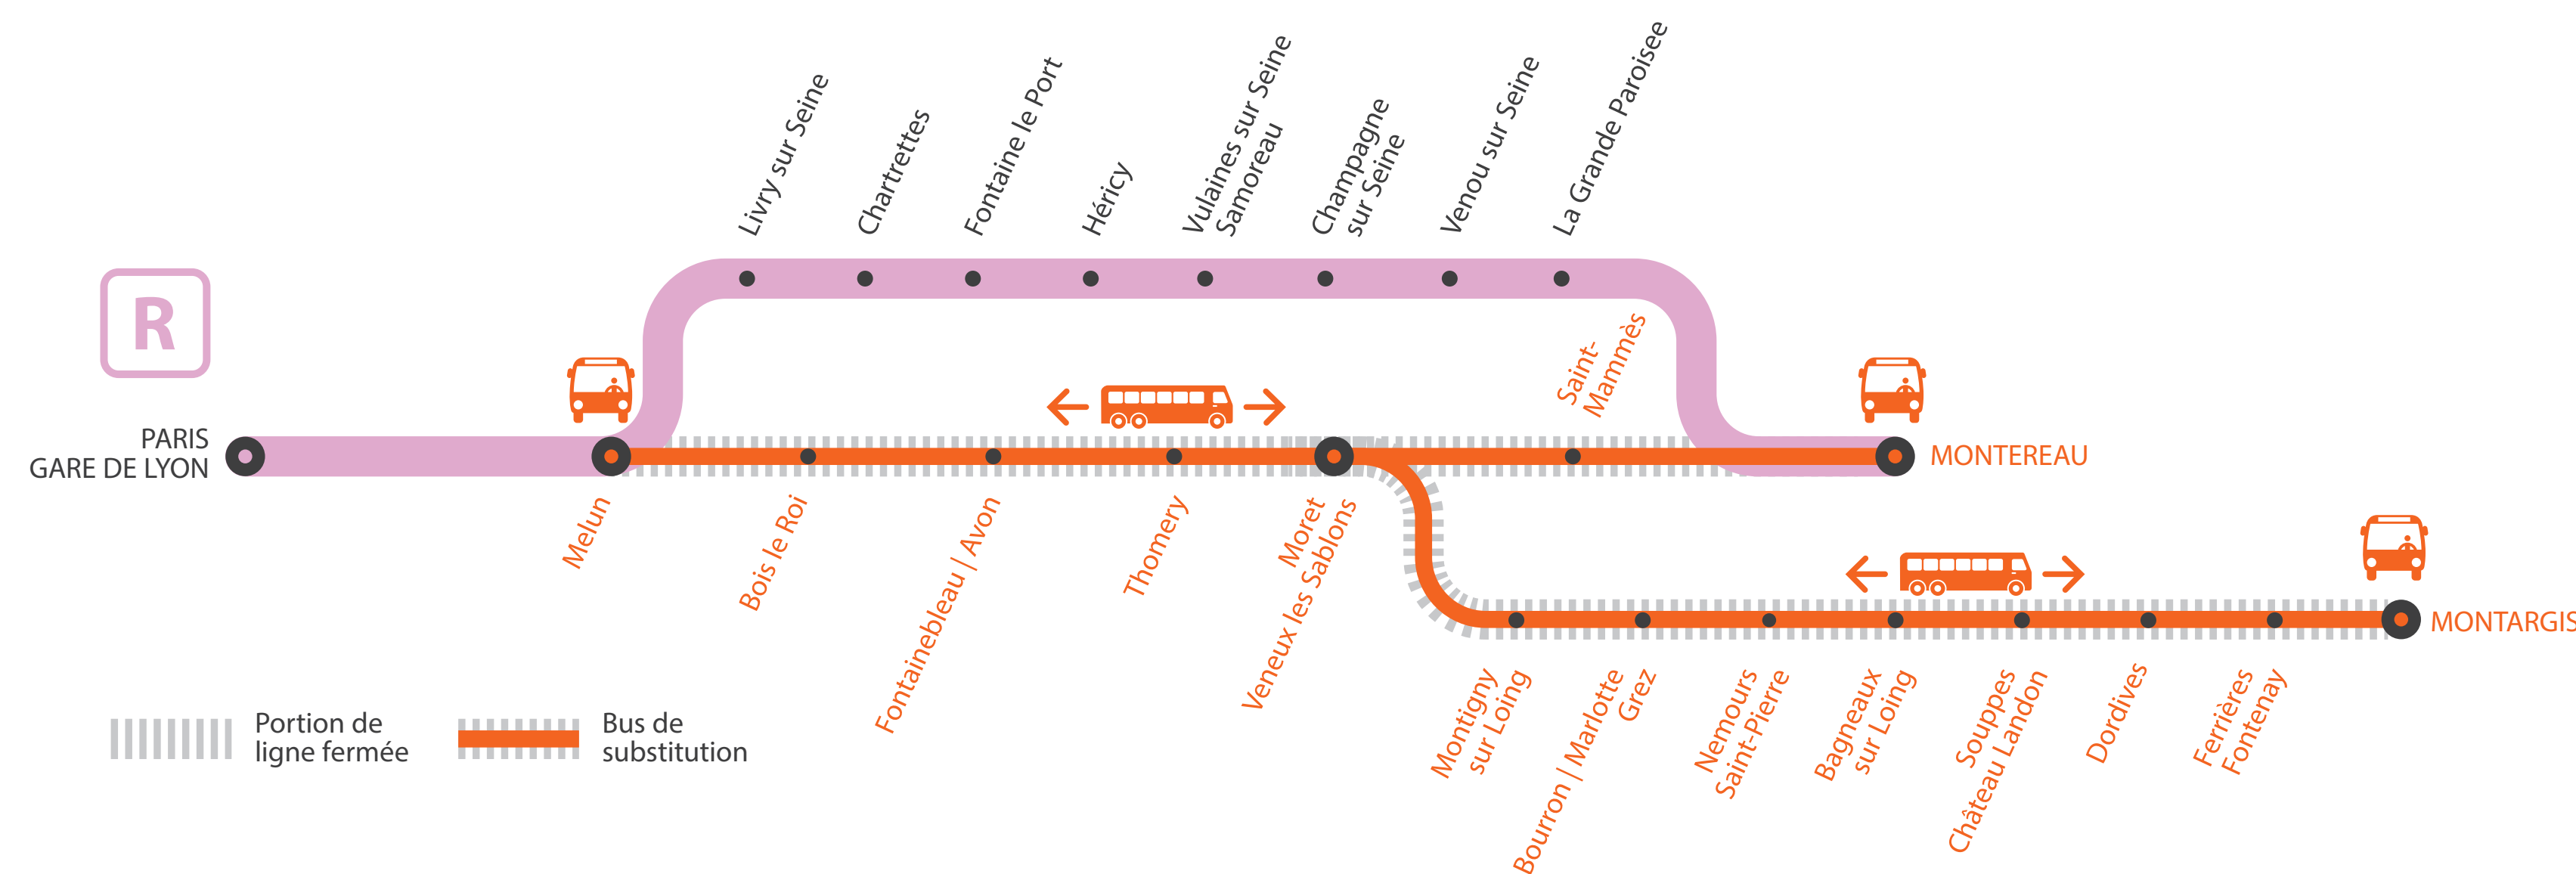 R
PARIS
GARE DE LYON
Livry sur Seine
Chartrettes
Fontaine le Port
Héricy
Vulaines sur Seine
Samoreau
Champagne
sur Seine
Venou sur Seine
La Grande Paroisee
Saint-
Mammès
MONTEREAU
Melun
Bois le Roi
Fontainebleau | Avon
Thomery
Moret
Veneux les Sablons
MONTARGIS
Montigny
sur Loing
Bourron | Marlotte
Grez
Nemours
Saint-Pierre
Bagneaux
sur Loing
Souppes
Château Landon
Dordives
Ferrières
Fontenay
Portion de
ligne fermée
Bus de
substitution